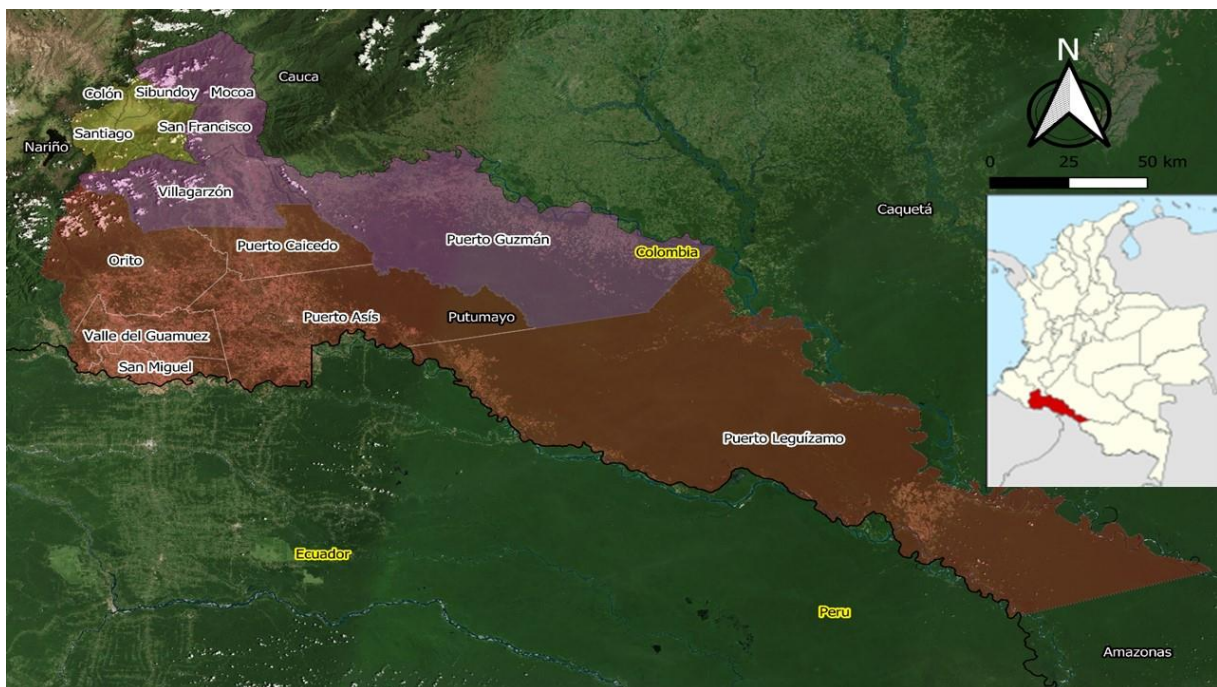 N
0 25 50 km
Cauca
Colón
Sibundoy
Mocoa
Santiago
San Francisco
Nariño
Villagarzón
Caquetá
Puerto Caicedo
Puerto Guzmán
Colombia
Orito
Puerto Asís
Putumayo
Valle del Guamuez
San Miguel
Puerto Leguízamo
Ecuador
Peru
Amazonas